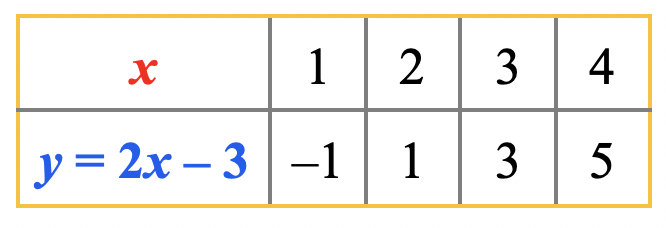 x 1 2 3 4
y = 2x – 3 –1 1 3 5